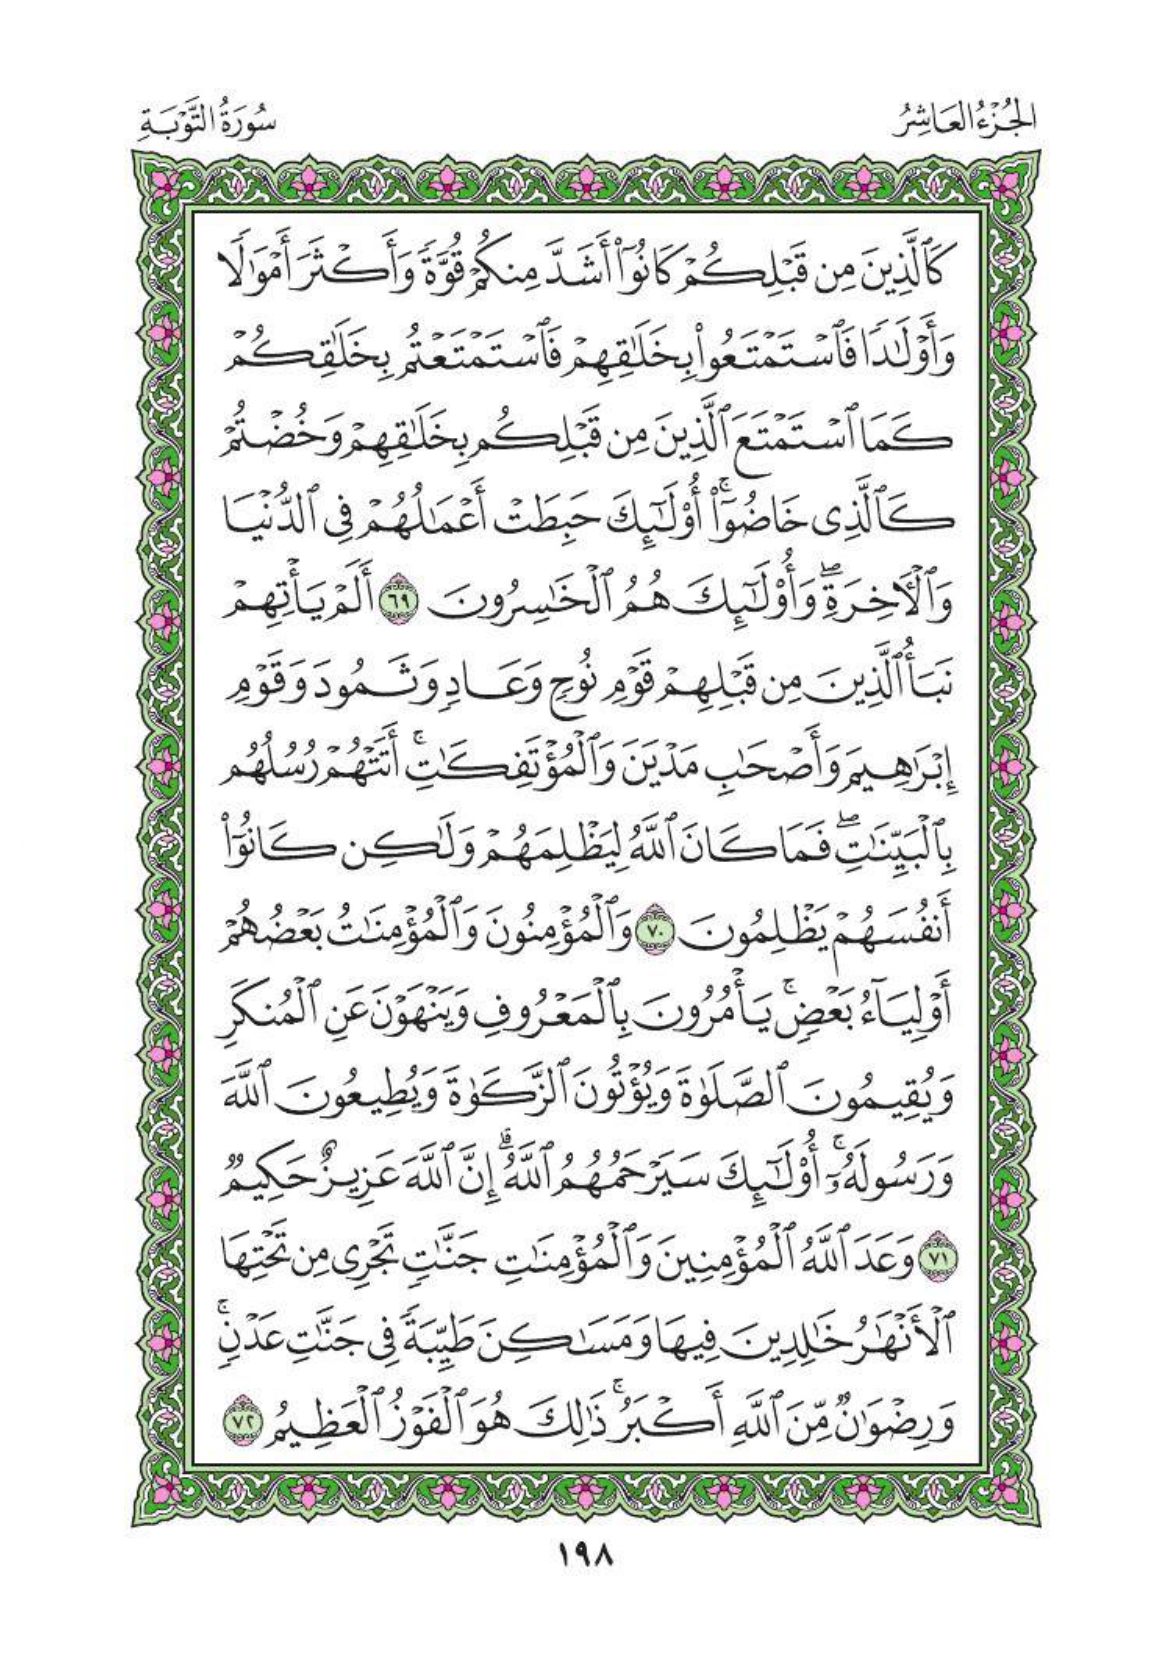 الجُزْءُ العَاشِرُ
سُورَةُ التَّوْبَةِ
كَٱلَّذِينَ مِن قَبْلِكُمْ كَانُوٓا۟ أَشَدَّ مِنكُمْ قُوَّةً وَأَكْثَرَ أَمْوَٰلًا
وَأَوْلَٰدًا فَٱسْتَمْتَعُوا۟ بِخَلَٰقِهِمْ فَٱسْتَمْتَعْتُم بِخَلَٰقِكُمْ
كَمَا ٱسْتَمْتَعَ ٱلَّذِينَ مِن قَبْلِكُم بِخَلَٰقِهِمْ وَخُضْتُمْ
كَٱلَّذِى خَاضُوٓا۟ۚ أُو۟لَٰٓئِكَ حَبِطَتْ أَعْمَٰلُهُمْ فِى ٱلدُّنْيَا
وَٱلْءَاخِرَةِۖ وَأُو۟لَٰٓئِكَ هُمُ ٱلْخَٰسِرُونَ ٦٩ أَلَمْ يَأْتِهِمْ
نَبَأُ ٱلَّذِينَ مِن قَبْلِهِمْ قَوْمِ نُوحٍ وَعَادٍ وَثَمُودَ وَقَوْمِ
إِبْرَٰهِيمَ وَأَصْحَٰبِ مَدْيَنَ وَٱلْمُؤْتَفِكَٰتِۚ أَتَتْهُمْ رُسُلُهُم
بِٱلْبَيِّنَٰتِۖ فَمَا كَانَ ٱللَّهُ لِيَظْلِمَهُمْ وَلَٰكِن كَانُوٓا۟
أَنفُسَهُمْ يَظْلِمُونَ ٧٠ وَٱلْمُؤْمِنُونَ وَٱلْمُؤْمِنَٰتُ بَعْضُهُمْ
أَوْلِيَآءُ بَعْضٍۚ يَأْمُرُونَ بِٱلْمَعْرُوفِ وَيَنْهَوْنَ عَنِ ٱلْمُنكَرِ
وَيُقِيمُونَ ٱلصَّلَوٰةَ وَيُؤْتُونَ ٱلزَّكَوٰةَ وَيُطِيعُونَ ٱللَّهَ
وَرَسُولَهُۥٓۚ أُو۟لَٰٓئِكَ سَيَرْحَمُهُمُ ٱللَّهُۗ إِنَّ ٱللَّهَ عَزِيزٌ حَكِيمٌ
٧١ وَعَدَ ٱللَّهُ ٱلْمُؤْمِنِينَ وَٱلْمُؤْمِنَٰتِ جَنَّٰتٍ تَجْرِى مِن تَحْتِهَا
ٱلْأَنْهَٰرُ خَٰلِدِينَ فِيهَا وَمَسَٰكِنَ طَيِّبَةً فِى جَنَّٰتِ عَدْنٍۚ
وَرِضْوَٰنٌ مِّنَ ٱللَّهِ أَكْبَرُۚ ذَٰلِكَ هُوَ ٱلْفَوْزُ ٱلْعَظِيمُ ٧٢
١٩٨